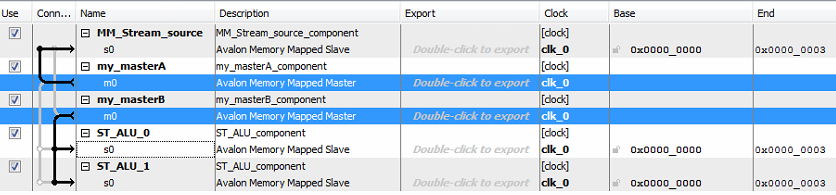 Use Conn... Name Description Export Clock Base End
MM_Stream_source MM_Stream_source_component [clock]
s0 Avalon Memory Mapped Slave Double-click to export clk_0 0x0000_0000 0x0000_0003
my_masterA my_masterA_component [clock]
m0 Avalon Memory Mapped Master Double-click to export clk_0
my_masterB my_masterB_component [clock]
m0 Avalon Memory Mapped Master Double-click to export clk_0
ST_ALU_0 ST_ALU_component [clock]
s0 Avalon Memory Mapped Slave Double-click to export clk_0 0x0000_0000 0x0000_0003
ST_ALU_1 ST_ALU_component [clock]
s0 Avalon Memory Mapped Slave Double-click to export clk_0 0x0000_0000 0x0000_0003